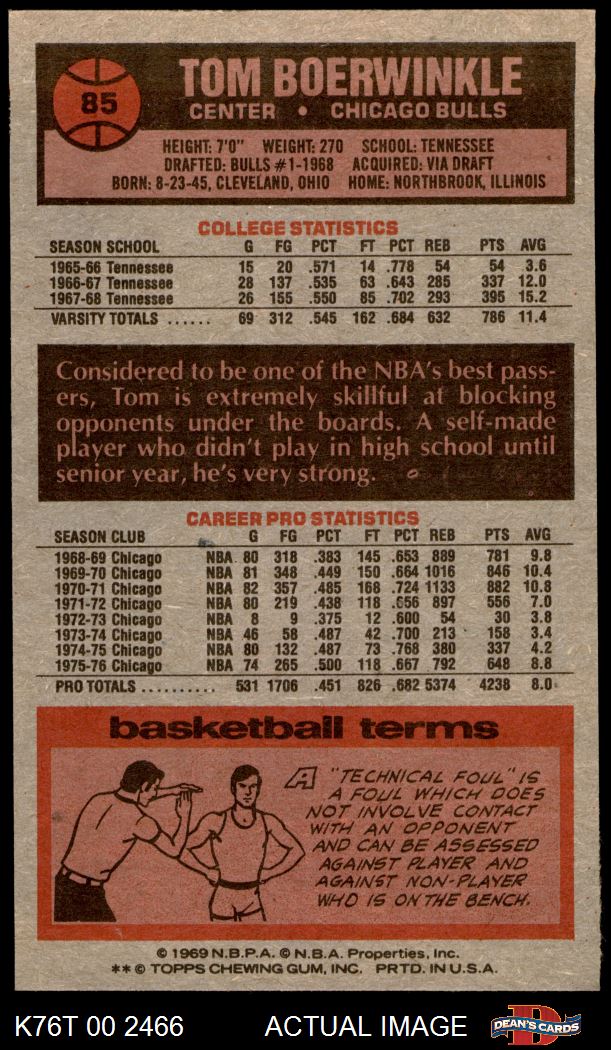 85
TOM BOERWINKLE
CENTER • CHICAGO BULLS
HEIGHT: 7'0" WEIGHT: 270 SCHOOL: TENNESSEE
DRAFTED: BULLS #1-1968 ACQUIRED: VIA DRAFT
BORN: 8-23-45, CLEVELAND, OHIO HOME: NORTHBROOK, ILLINOIS
COLLEGE STATISTICS
SEASON SCHOOL G FG PCT FT PCT REB PTS AVG
1965-66 Tennessee 15 20 .571 14 .778 54 54 3.6
1966-67 Tennessee 28 137 .535 63 .643 285 337 12.0
1967-68 Tennessee 26 155 .550 85 .702 293 395 15.2
VARSITY TOTALS ...... 69 312 .545 162 .684 632 786 11.4
Considered to be one of the NBA's best pass-
ers, Tom is extremely skillful at blocking
opponents under the boards. A self-made
player who didn't play in high school until
senior year, he's very strong.
CAREER PRO STATISTICS
SEASON CLUB G FG PCT FT PCT REB PTS AVG
1968-69 Chicago NBA 80 318 .383 145 .653 889 781 9.8
1969-70 Chicago NBA 81 348 .449 150 .664 1016 846 10.4
1970-71 Chicago NBA 82 357 .485 168 .724 1133 882 10.8
1971-72 Chicago NBA 80 219 .438 118 .656 897 556 7.0
1972-73 Chicago NBA 8 9 .375 12 .600 54 30 3.8
1973-74 Chicago NBA 46 58 .487 42 .700 213 158 3.4
1974-75 Chicago NBA 80 132 .487 73 .768 380 337 4.2
1975-76 Chicago NBA 74 265 .500 118 .667 792 648 8.8
PRO TOTALS .......... 531 1706 .451 826 .682 5374 4238 8.0
basketball terms
A "TECHNICAL FOUL" IS
A FOUL WHICH DOES
NOT INVOLVE CONTACT
WITH AN OPPONENT
AND CAN BE ASSESSED
AGAINST PLAYER AND
AGAINST NON-PLAYER
WHO IS ON THE BENCH.
© 1969 N.B.P.A. © N.B.A. Properties, Inc.
** © TOPPS CHEWING GUM, INC. PRTD. IN U.S.A.
K76T 00 2466 ACTUAL IMAGE DEAN'S CARDS